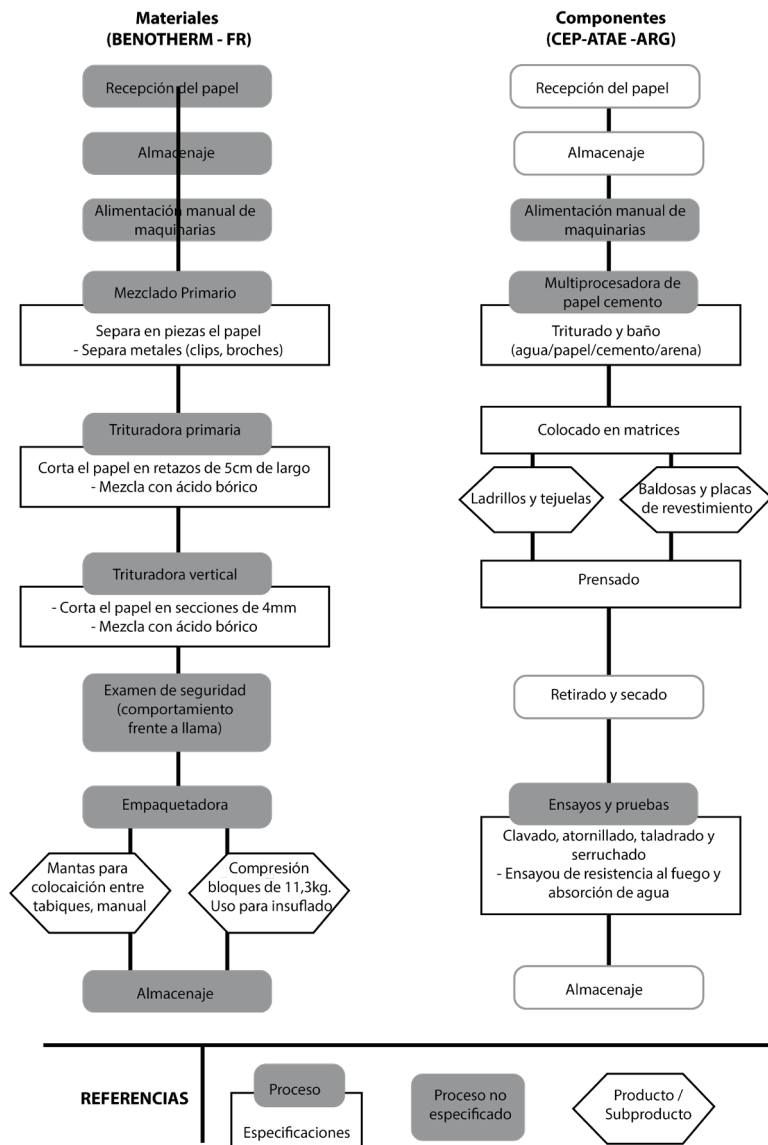 Materiales
(BENOTHERM - FR)
Recepción del papel
Almacenaje
Alimentación manual de
maquinarias
Mezclado Primario
Separa en piezas el papel
- Separa metales (clips, broches)
Trituradora primaria
Corta el papel en retazos de 5cm de largo
- Mezcla con ácido bórico
Trituradora vertical
- Corta el papel en secciones de 4mm
- Mezcla con ácido bórico
Examen de seguridad
(comportamiento
frente a llama)
Empaquetadora
Mantas para
colocaición entre
tabiques, manual
Compresión
bloques de 11,3kg.
Uso para insuflado
Almacenaje
Componentes
(CEP-ATAE -ARG)
Recepción del papel
Almacenaje
Alimentación manual de
maquinarias
Multiprocesadora de
papel cemento
Triturado y baño
(agua/papel/cemento/arena)
Colocado en matrices
Ladrillos y tejuelas
Baldosas y placas
de revestimiento
Prensado
Retirado y secado
Ensayos y pruebas
Clavado, atornillado, taladrado y
serruchado
- Ensayou de resistencia al fuego y
absorción de agua
Almacenaje
REFERENCIAS
Proceso
Especificaciones
Proceso no
especificado
Producto /
Subproducto